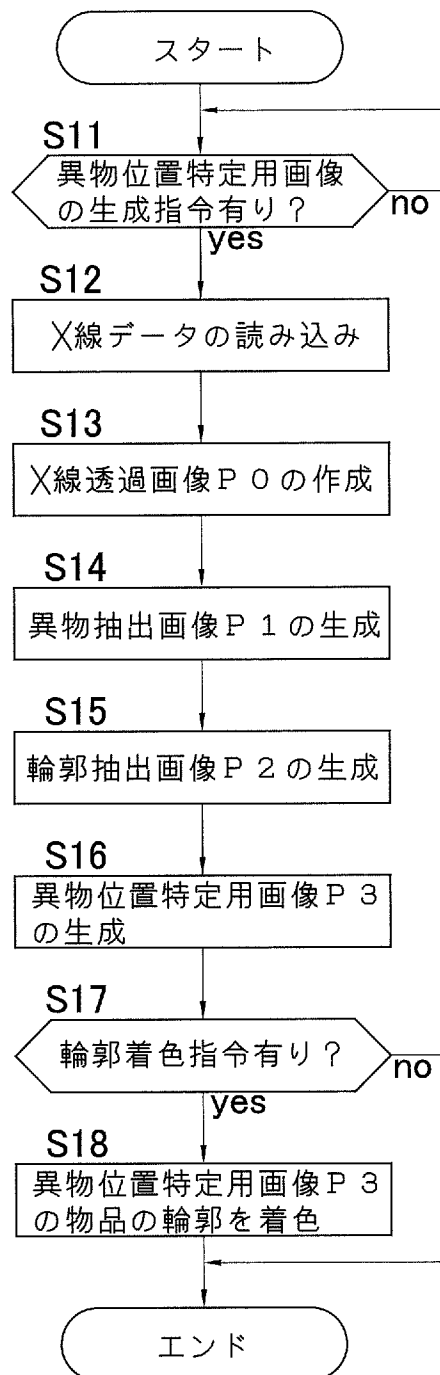 スタート
S11
異物位置特定用画像
の生成指令有り？
no
yes
S12
X線データの読み込み
S13
X線透過画像P0の作成
S14
異物抽出画像P1の生成
S15
輪郭抽出画像P2の生成
S16
異物位置特定用画像P3
の生成
S17
輪郭着色指令有り？
no
yes
S18
異物位置特定用画像P3
の物品の輪郭を着色
エンド